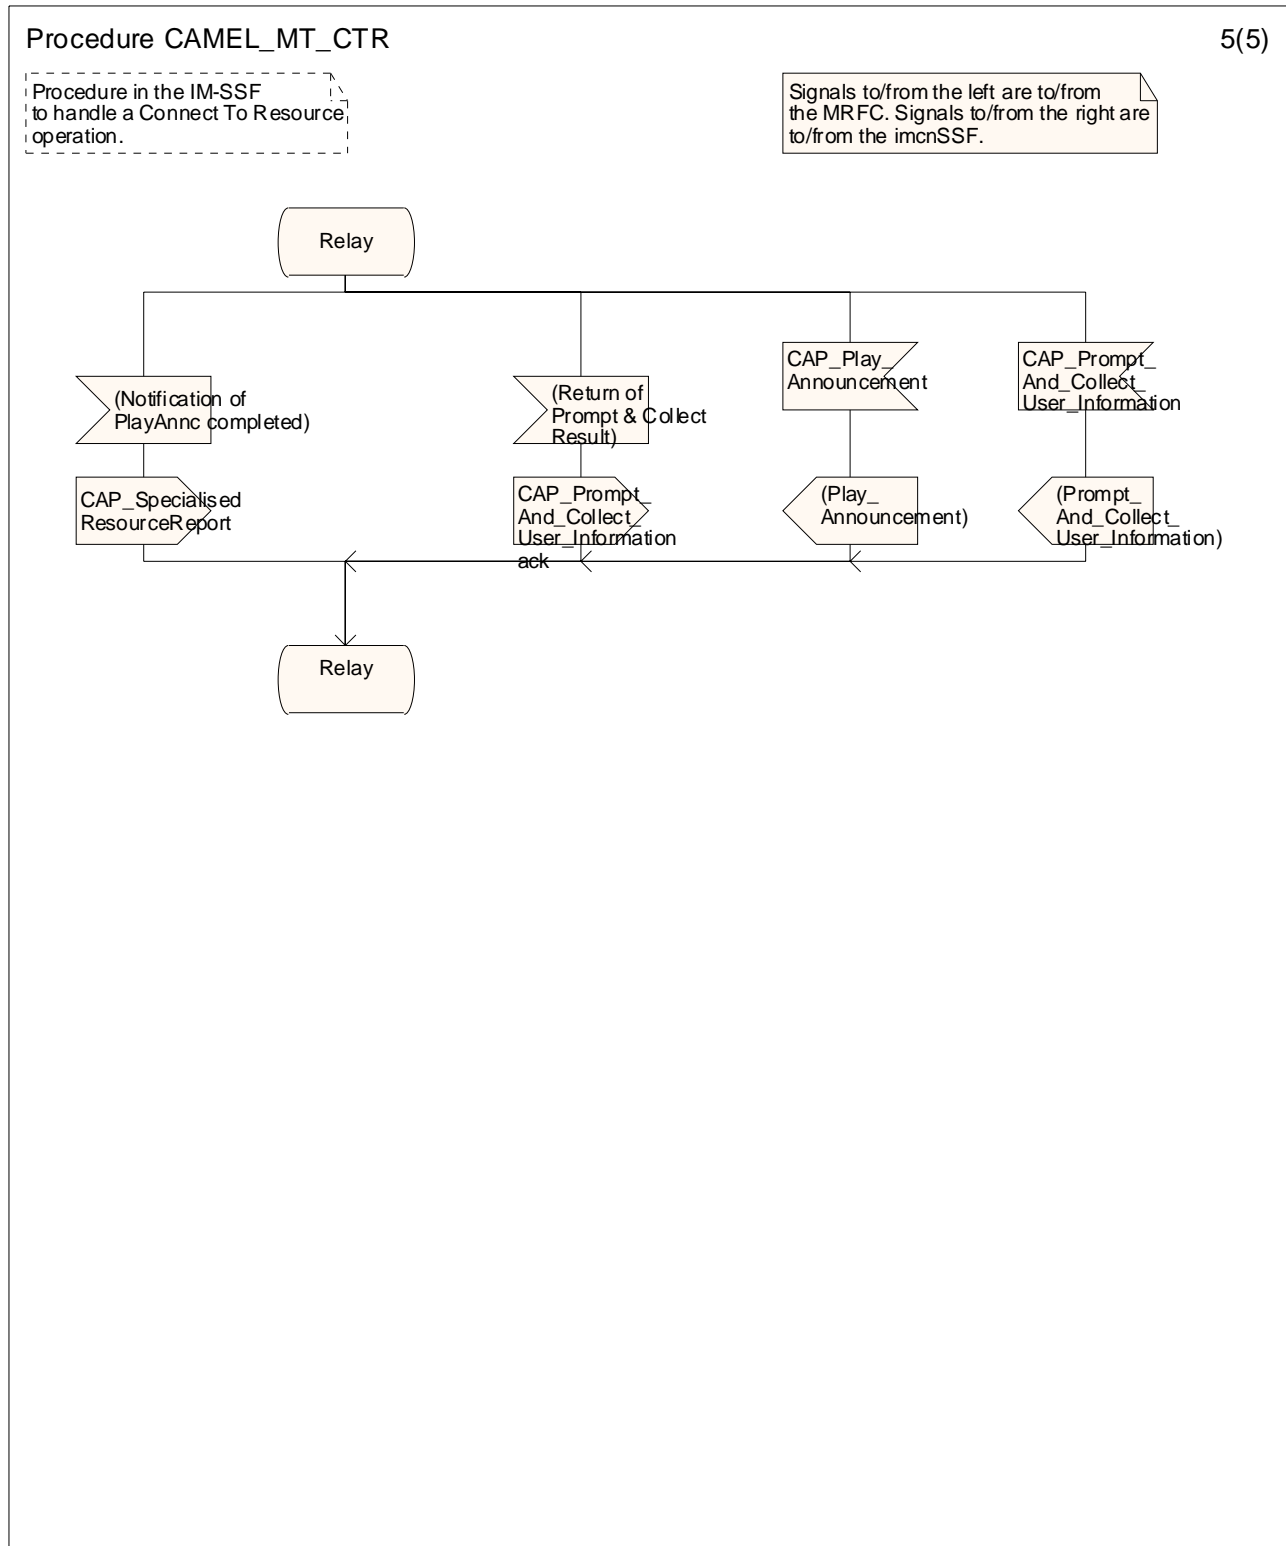 Procedure CAMEL_MT_CTR
5(5)
Procedure in the IM-SSF
to handle a Connect To Resource
operation.
Signals to/from the left are to/from
the MRFC. Signals to/from the right are
to/from the imcnSSF.
Relay
(Notification of
PlayAnnc completed)
(Return of
Prompt & Collect
Result)
CAP_Play_
Announcement
CAP_Prompt_
And_Collect_
User_Information
CAP_Specialised
ResourceReport
CAP_Prompt_
And_Collect_
User_Information
ack
(Play_
Announcement)
(Prompt_
And_Collect_
User_Information)
Relay